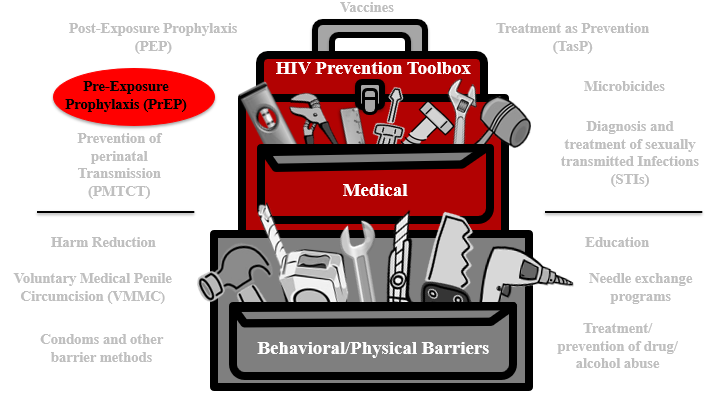 Vaccines
Post-Exposure Prophylaxis
(PEP)
Treatment as Prevention
(TasP)
HIV Prevention Toolbox
Pre-Exposure
Prophylaxis (PrEP)
Microbicides
Prevention of
perinatal
Transmission
(PMTCT)
Diagnosis and
treatment of sexually
transmitted Infections
(STIs)
Medical
Harm Reduction
Education
Voluntary Medical Penile
Circumcision (VMMC)
Needle exchange
programs
Condoms and other
barrier methods
Treatment/
prevention of drug/
alcohol abuse
Behavioral/Physical Barriers